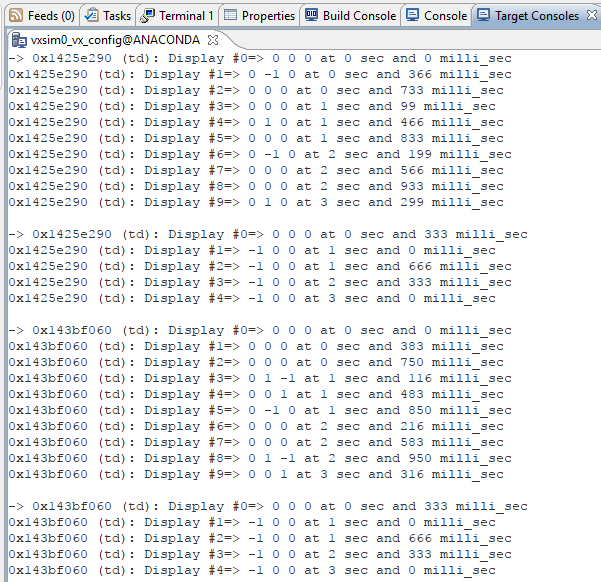 Feeds (0) Tasks Terminal 1 Properties Build Console Console Target Consoles
vxsim0_vx_config@ANACONDA
-> 0x1425e290 (td): Display #0=> 0 0 0 at 0 sec and 0 milli_sec
0x1425e290 (td): Display #1=> 0 -1 0 at 0 sec and 366 milli_sec
0x1425e290 (td): Display #2=> 0 0 0 at 0 sec and 733 milli_sec
0x1425e290 (td): Display #3=> 0 0 0 at 1 sec and 99 milli_sec
0x1425e290 (td): Display #4=> 0 1 0 at 1 sec and 466 milli_sec
0x1425e290 (td): Display #5=> 0 0 0 at 1 sec and 833 milli_sec
0x1425e290 (td): Display #6=> 0 -1 0 at 2 sec and 199 milli_sec
0x1425e290 (td): Display #7=> 0 0 0 at 2 sec and 566 milli_sec
0x1425e290 (td): Display #8=> 0 0 0 at 2 sec and 933 milli_sec
0x1425e290 (td): Display #9=> 0 1 0 at 3 sec and 299 milli_sec
-> 0x1425e290 (td): Display #0=> 0 0 0 at 0 sec and 333 milli_sec
0x1425e290 (td): Display #1=> -1 0 0 at 1 sec and 0 milli_sec
0x1425e290 (td): Display #2=> -1 0 0 at 1 sec and 666 milli_sec
0x1425e290 (td): Display #3=> -1 0 0 at 2 sec and 333 milli_sec
0x1425e290 (td): Display #4=> -1 0 0 at 3 sec and 0 milli_sec
-> 0x143bf060 (td): Display #0=> 0 0 0 at 0 sec and 0 milli_sec
0x143bf060 (td): Display #1=> 0 0 0 at 0 sec and 383 milli_sec
0x143bf060 (td): Display #2=> 0 0 0 at 0 sec and 750 milli_sec
0x143bf060 (td): Display #3=> 0 1 -1 at 1 sec and 116 milli_sec
0x143bf060 (td): Display #4=> 0 0 1 at 1 sec and 483 milli_sec
0x143bf060 (td): Display #5=> 0 -1 0 at 1 sec and 850 milli_sec
0x143bf060 (td): Display #6=> 0 0 0 at 2 sec and 216 milli_sec
0x143bf060 (td): Display #7=> 0 0 0 at 2 sec and 583 milli_sec
0x143bf060 (td): Display #8=> 0 1 -1 at 2 sec and 950 milli_sec
0x143bf060 (td): Display #9=> 0 0 1 at 3 sec and 316 milli_sec
-> 0x143bf060 (td): Display #0=> 0 0 0 at 0 sec and 333 milli_sec
0x143bf060 (td): Display #1=> -1 0 0 at 1 sec and 0 milli_sec
0x143bf060 (td): Display #2=> -1 0 0 at 1 sec and 666 milli_sec
0x143bf060 (td): Display #3=> -1 0 0 at 2 sec and 333 milli_sec
0x143bf060 (td): Display #4=> -1 0 0 at 3 sec and 0 milli_sec